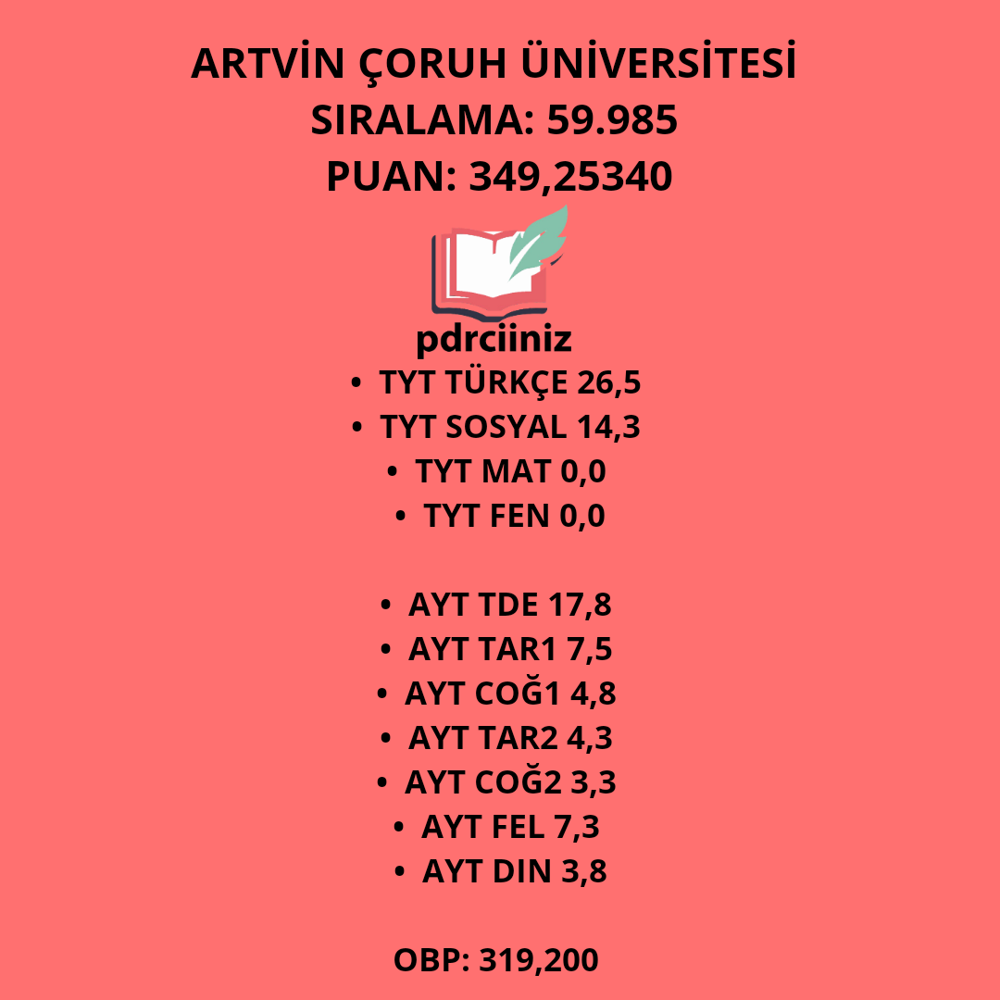 ARTVİN ÇORUH ÜNİVERSİTESİ
SIRALAMA: 59.985
PUAN: 349,25340
pdrciiniz
• TYT TÜRKÇE 26,5
• TYT SOSYAL 14,3
• TYT MAT 0,0
• TYT FEN 0,0
• AYT TDE 17,8
• AYT TAR1 7,5
• AYT COĞ1 4,8
• AYT TAR2 4,3
• AYT COĞ2 3,3
• AYT FEL 7,3
• AYT DIN 3,8
OBP: 319,200